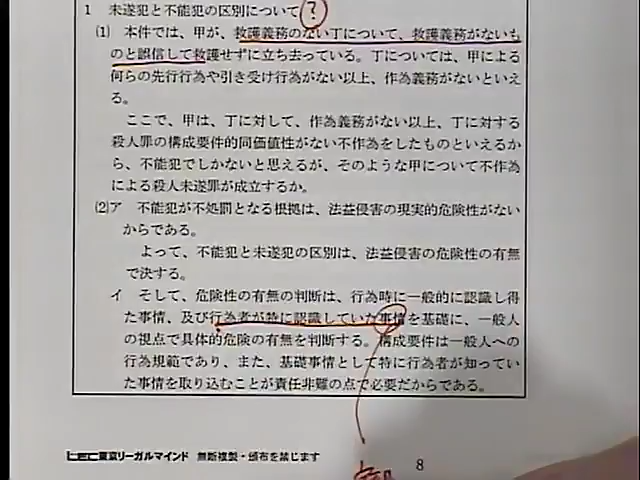 1 未遂犯と不能犯の区別について ?
(1) 本件では、甲が、救護義務のない丁について、救護義務がないも
のと誤信して救護せずに立ち去っている。丁については、甲による
何らの先行行為や引き受け行為がない以上、作為義務がないといえ
る。
ここで、甲は、丁に対して、作為義務がない以上、丁に対する
殺人罪の構成要件的同価値性がない不作為をしたものといえるか
ら、不能犯でしかないと思えるが、そのような甲について不作為
による殺人未遂罪が成立するか。
(2)ア 不能犯が不処罰となる根拠は、法益侵害の現実的危険性がない
からである。
よって、不能犯と未遂犯の区別は、法益侵害の危険性の有無
で決する。
イ そして、危険性の有無の判断は、行為時に一般的に認識し得
た事情、及び行為者が特に認識していた事情を基礎に、一般人
の視点で具体的危険の有無を判断する。構成要件は一般人への
行為規範であり、また、基礎事情として特に行為者が知ってい
た事情を取り込むことが責任非難の点で必要だからである。
LEC東京リーガルマインド 無断複製・頒布を禁じます
8